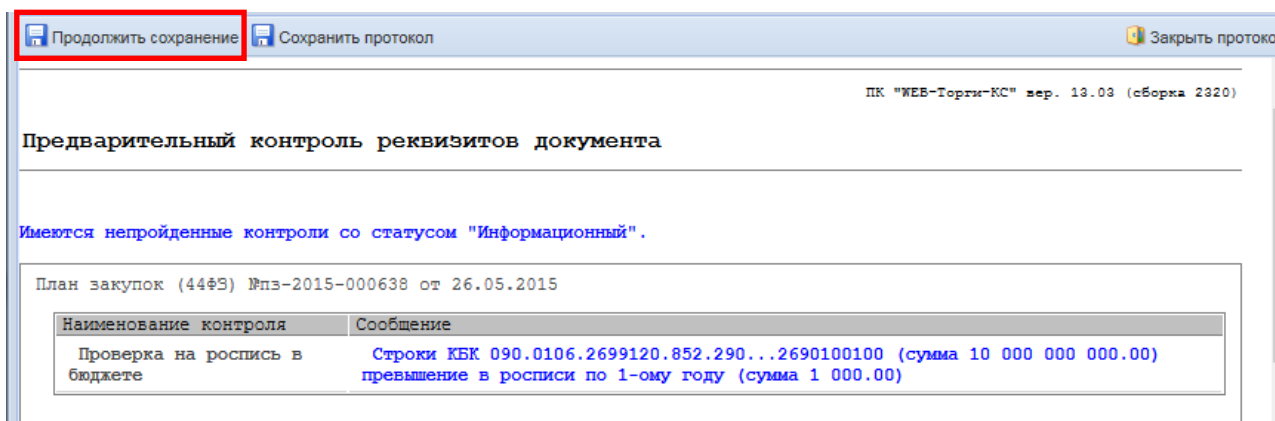 Продолжить сохранение Сохранить протокол Закрыть протоко
ПК "WEB-Торги-КС" вер. 13.03 (сборка 2320)
Предварительный контроль реквизитов документа
Имеются непройденные контроли со статусом "Информационный".
План закупок (44ФЗ) №пз-2015-000638 от 26.05.2015
Наименование контроля Сообщение
Проверка на роспись в Строки КБК 090.0106.2699120.852.290...2690100100 (сумма 10 000 000 000.00)
бюджете превышение в росписи по 1-ому году (сумма 1 000.00)